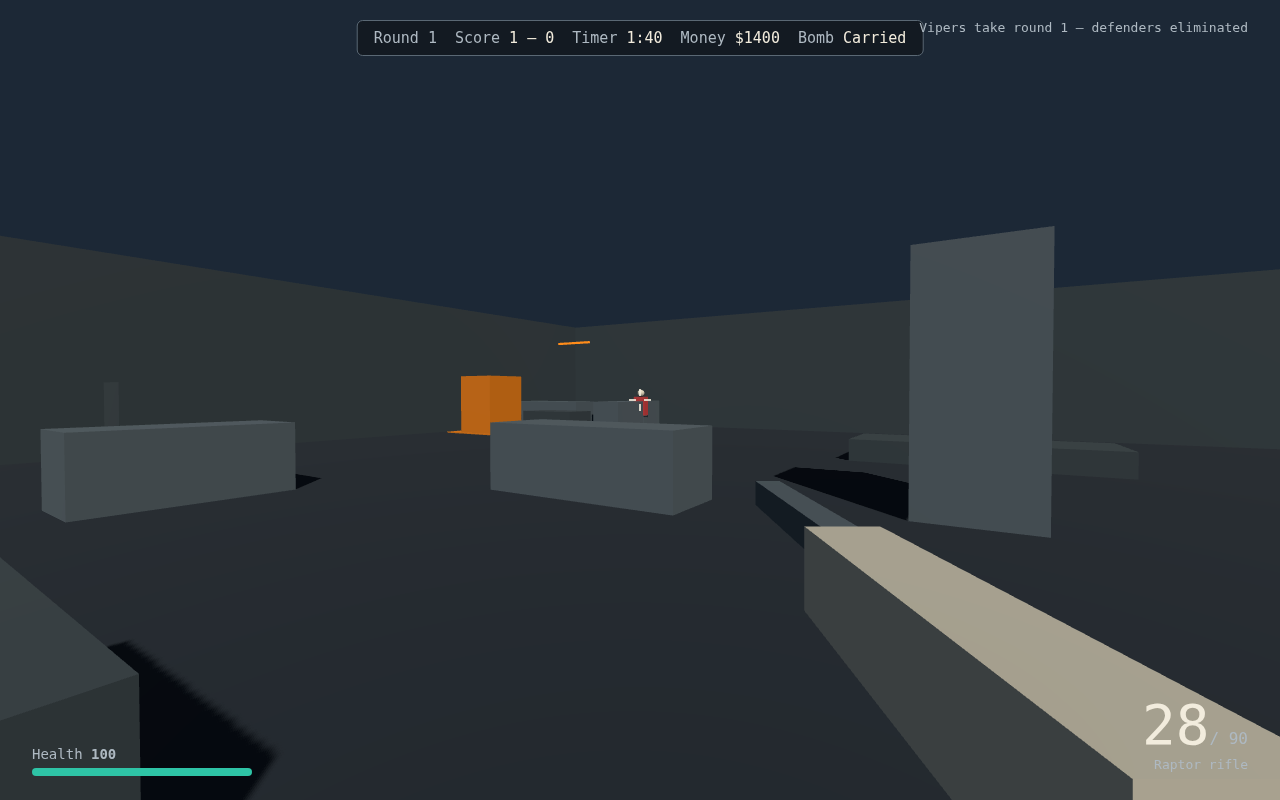 Round 1 Score 1 – 0 Timer 1:40 Money $1400 Bomb Carried
Vipers take round 1 — defenders eliminated
Health 100
28 / 90
Raptor rifle